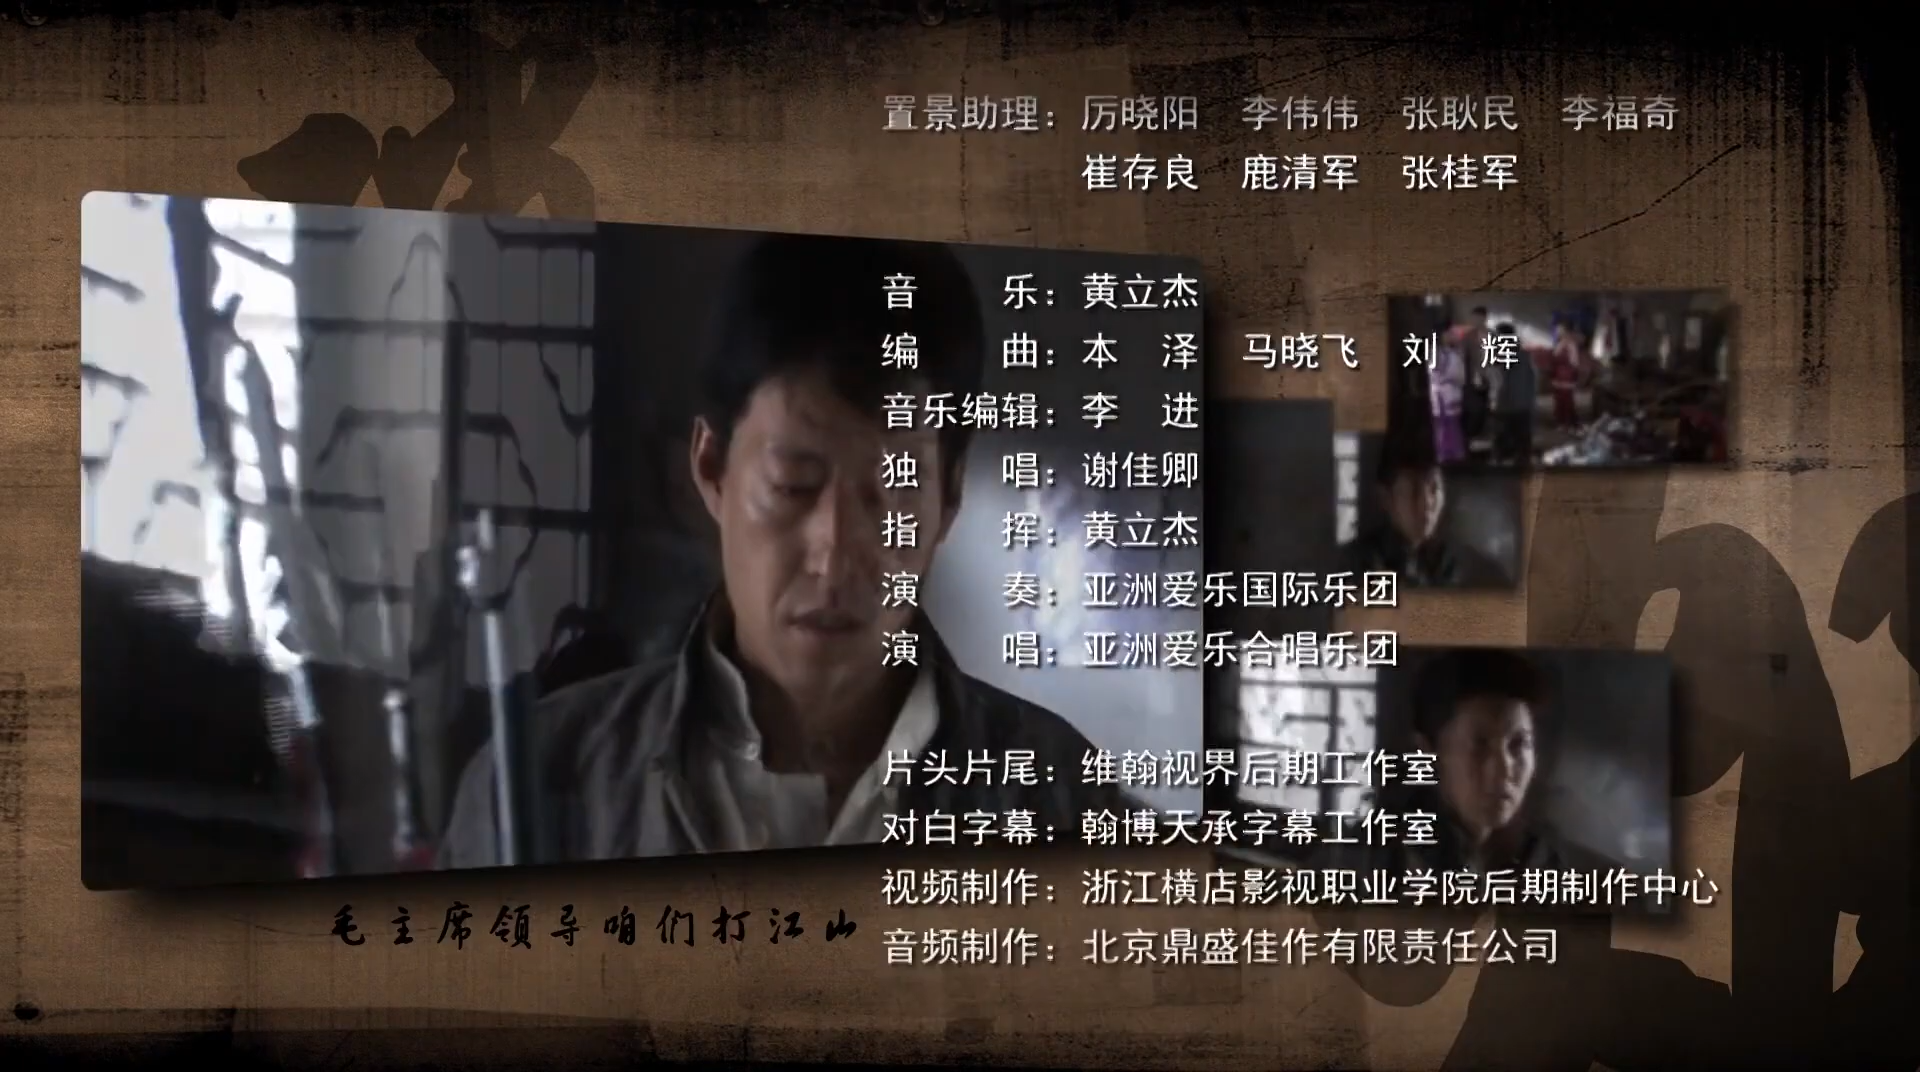 置景助理：厉晓阳 李伟伟 张耿民 李福奇
崔存良 鹿清军 张桂军
音 乐：黄立杰
编 曲：本 泽 马晓飞 刘 辉
音乐编辑：李 进
独 唱：谢佳卿
指 挥：黄立杰
演 奏：亚洲爱乐国际乐团
演 唱：亚洲爱乐合唱乐团
片头片尾：维翰视界后期工作室
对白字幕：翰博天承字幕工作室
视频制作：浙江横店影视职业学院后期制作中心
音频制作：北京鼎盛佳作有限责任公司
毛主席领导咱们打江山